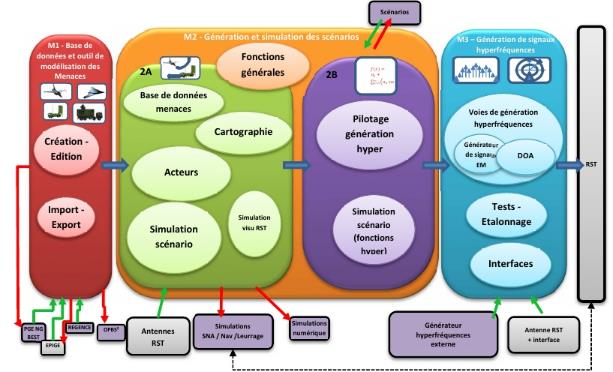 Scénarios
M1 - Base de
données et outil de
modélisation des
Menaces
Création -
Edition
Import -
Export
M2 - Génération et simulation des scénarios
Fonctions
générales
2A
Base de données
menaces
Cartographie
Acteurs
Simulation
scénario
Simulation
visu RST
2B
Pilotage
génération
hyper
Simulation
scénario
(fonctions
hyper)
M3 – Génération de signaux
hyperfréquences
Voies de génération
hyperfréquences
Générateur
de signaux
EM
DOA
Tests -
Etalonnage
Interfaces
RST
PGE NG
BEST
EPIGE
REGENCE
Antennes
RST
Simulations
SNA / Nav /Leurrage
Simulations
numérique
Générateur
hyperfréquences
externe
Antenne RST
+ interface